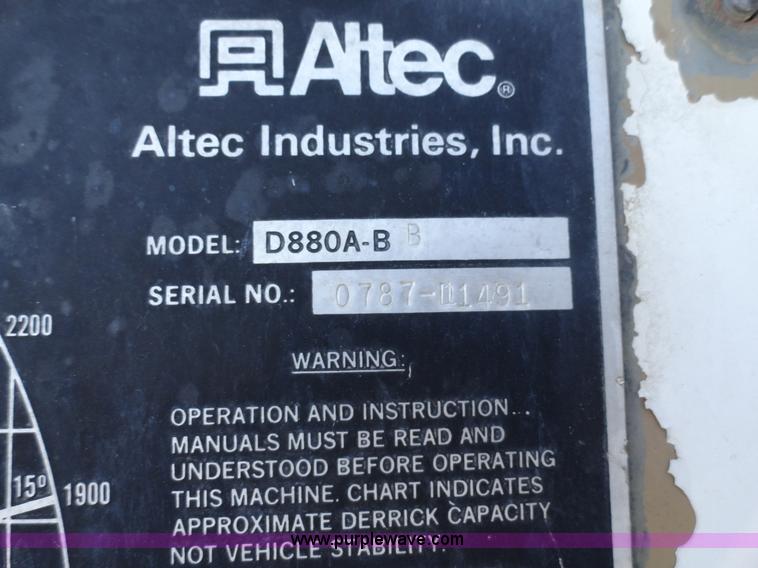 Altec®
Altec Industries, Inc.
MODEL: D880A-B B
SERIAL NO.: 0787-D1491
2200
WARNING:
OPERATION AND INSTRUCTION
MANUALS MUST BE READ AND
UNDERSTOOD BEFORE OPERATING
15° 1900
THIS MACHINE. CHART INDICATES
APPROXIMATE DERRICK CAPACITY
NOT VEHICLE STABILITY.
www.purplewave.com